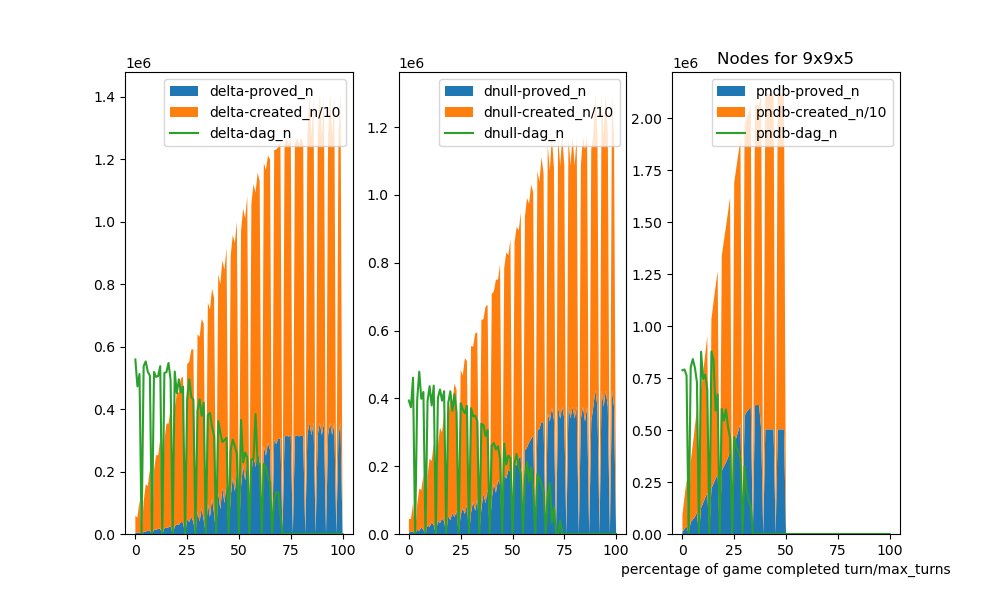 Nodes for 9x9x5
1e6
1e6
1e6
delta-proved_n
delta-created_n/10
delta-dag_n
dnull-proved_n
dnull-created_n/10
dnull-dag_n
pndb-proved_n
pndb-created_n/10
pndb-dag_n
1.4
1.2
1.0
0.8
0.6
0.4
0.2
0.0
0 25 50 75 100
1.2
1.0
0.8
0.6
0.4
0.2
0.0
0 25 50 75 100
2.00
1.75
1.50
1.25
1.00
0.75
0.50
0.25
0.00
0 25 50 75 100
percentage of game completed turn/max_turns